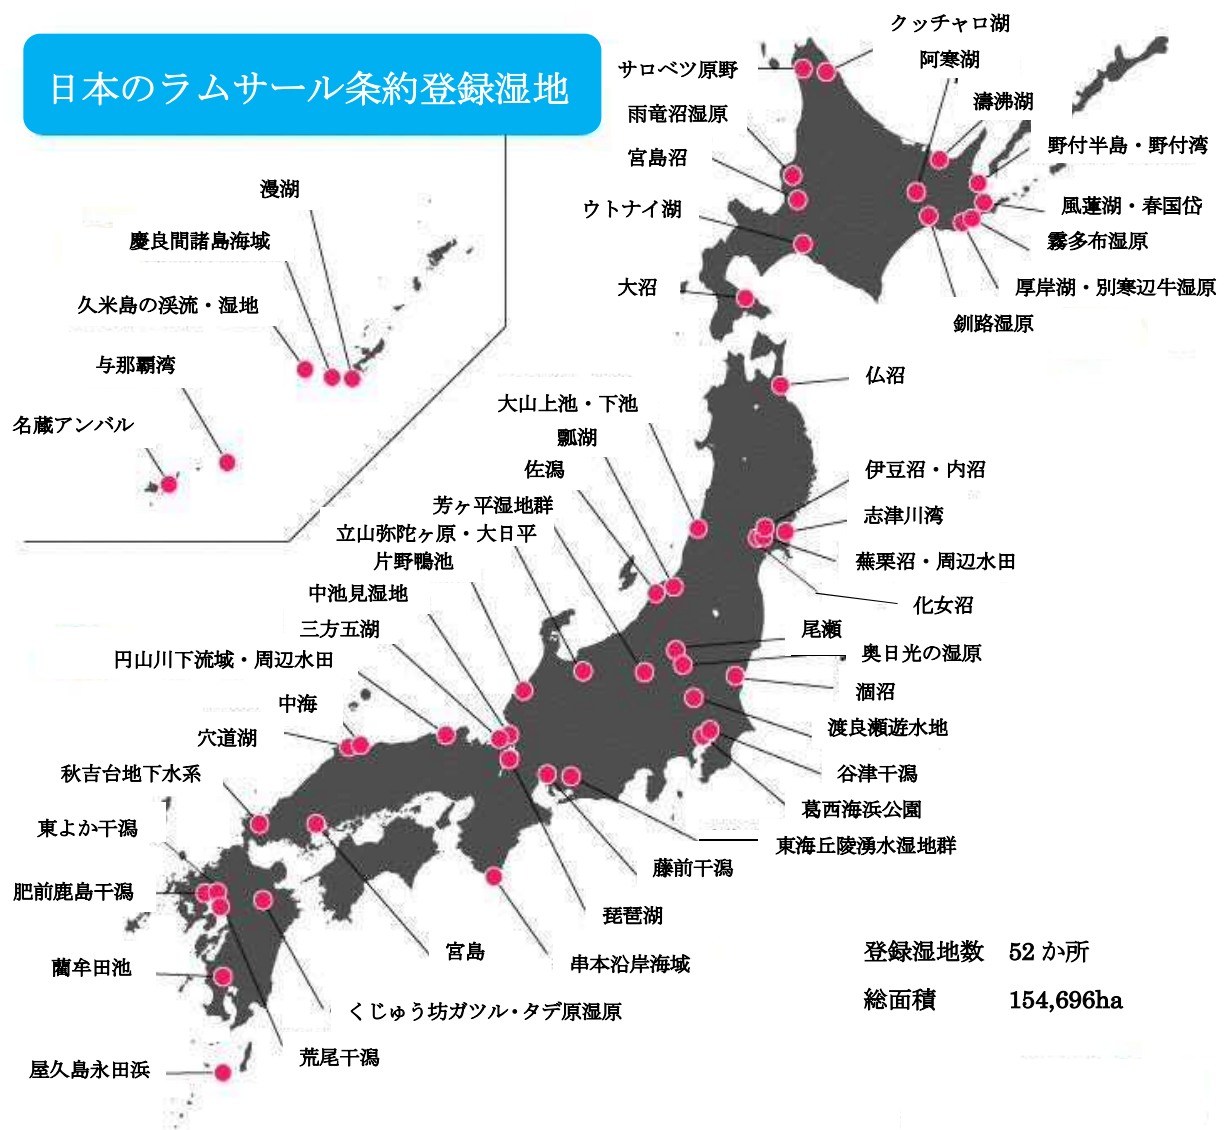 日本のラムサール条約登録湿地
クッチャロ湖
サロベツ原野
阿寒湖
雨竜沼湿原
濤沸湖
宮島沼
野付半島・野付湾
ウトナイ湖
風蓮湖・春国岱
霧多布湿原
大沼
厚岸湖・別寒辺牛湿原
釧路湿原
漫湖
慶良間諸島海域
久米島の渓流・湿地
与那覇湾
名蔵アンバル
仏沼
大山上池・下池
瓢湖
佐潟
伊豆沼・内沼
芳ヶ平湿地群
志津川湾
立山弥陀ヶ原・大日平
片野鴨池
蕪栗沼・周辺水田
中池見湿地
化女沼
三方五湖
尾瀬
円山川下流域・周辺水田
奥日光の湿原
涸沼
中海
渡良瀬遊水地
穴道湖
谷津干潟
秋吉台地下水系
葛西海浜公園
東よか干潟
東海丘陵湧水湿地群
藤前干潟
肥前鹿島干潟
琵琶湖
宮島
串本沿岸海域
藺牟田池
くじゅう坊ガツル・タデ原湿原
荒尾干潟
屋久島永田浜
登録湿地数 52か所
総面積 154,696ha